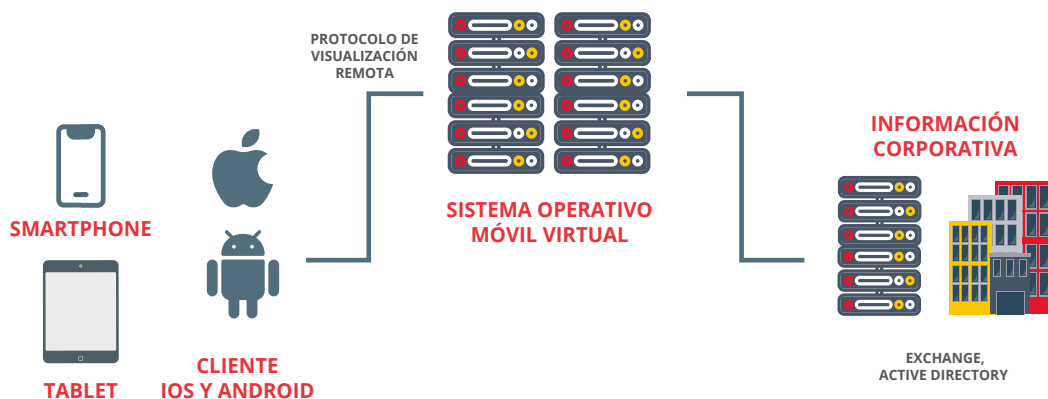 PROTOCOLO DE
VISUALIZACIÓN
REMOTA
SMARTPHONE
TABLET
CLIENTE
IOS Y ANDROID
SISTEMA OPERATIVO
MÓVIL VIRTUAL
INFORMACIÓN
CORPORATIVA
EXCHANGE,
ACTIVE DIRECTORY